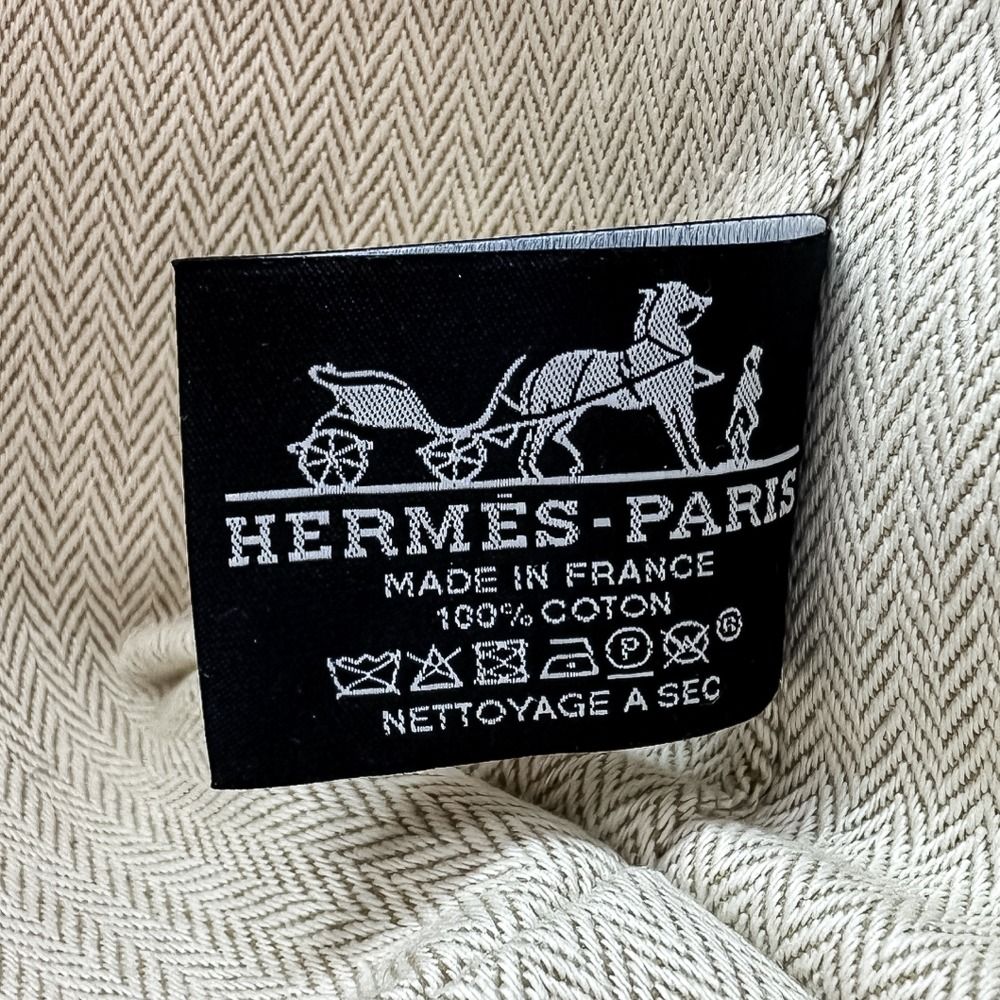 HERMÈS-PARIS
MADE IN FRANCE
100% COTON
P W ®
NETTOYAGE A SEC